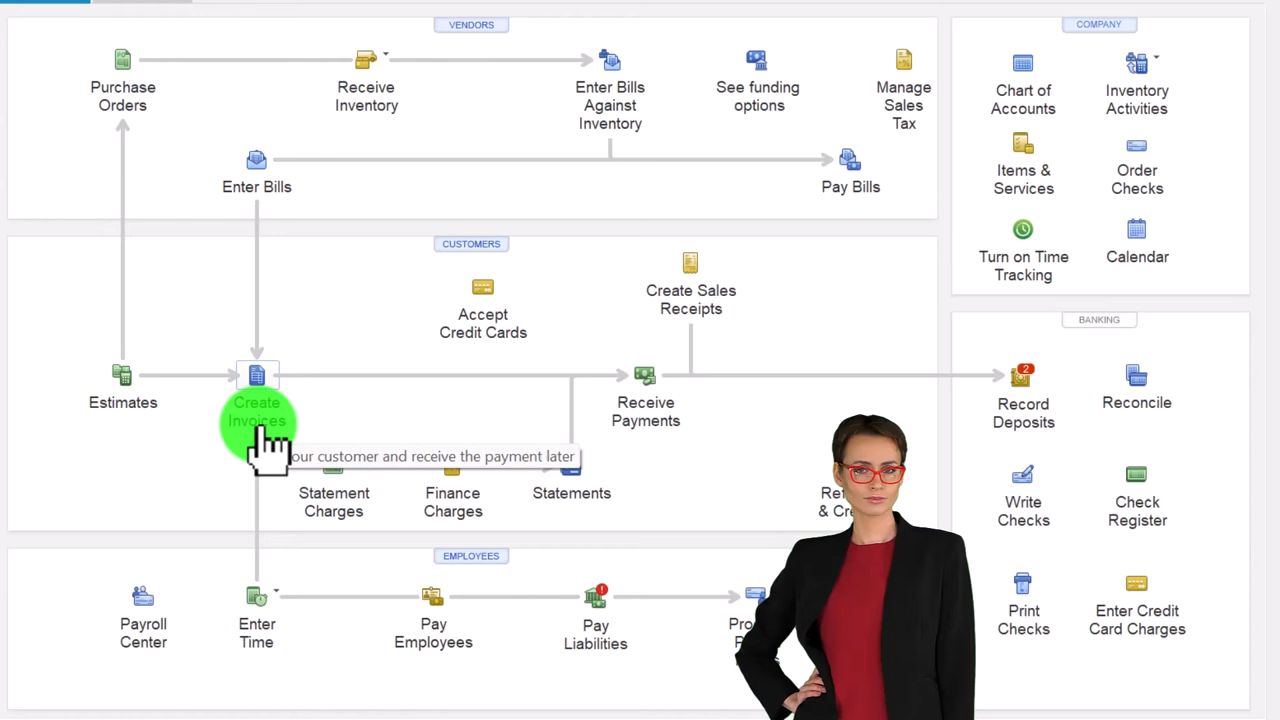 VENDORS
Purchase
Orders
Receive
Inventory
Enter Bills
Against
Inventory
See funding
options
Manage
Sales
Tax
Enter Bills
Pay Bills
COMPANY
Chart of
Accounts
Inventory
Activities
Items &
Services
Order
Checks
Turn on Time
Tracking
Calendar
CUSTOMERS
Accept
Credit Cards
Create Sales
Receipts
Estimates
Create
Invoices
Receive
Payments
our customer and receive the payment later
Statement
Charges
Finance
Charges
Statements
&
BANKING
2
Record
Deposits
Reconcile
Write
Checks
Check
Register
Print
Checks
Enter Credit
Card Charges
EMPLOYEES
Payroll
Center
Enter
Time
Pay
Employees
!
Pay
Liabilities